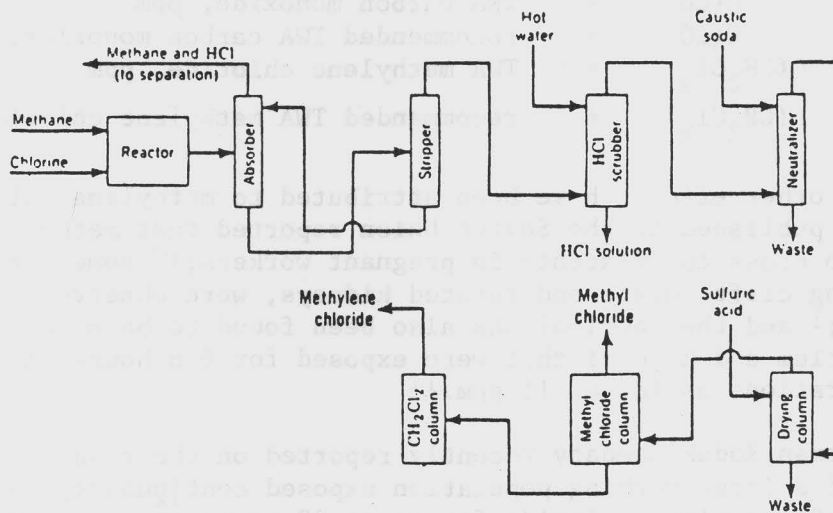 Hot
water
Caustic
soda
Methane and HCl
(to separation)
Methane
Chlorine
Reactor
Absorber
Stripper
HCl
scrubber
Neutralizer
HCl solution
Waste
Methylene
chloride
Methyl
chloride
Sulfuric
acid
CH2Cl2
column
Methyl
chloride
column
Drying
column
Waste